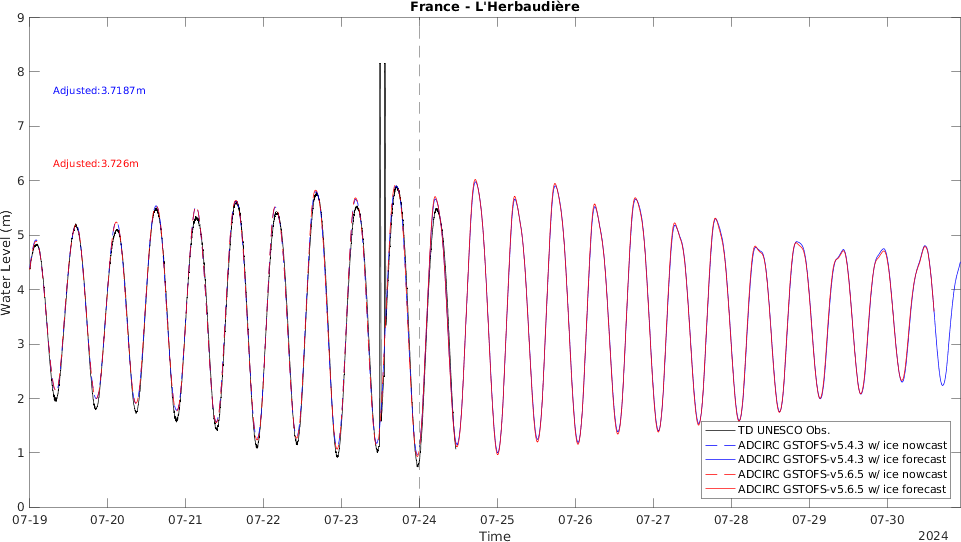 France - L'Herbaudière
9
8
7
6
5
4
3
2
1
0
Water Level (m)
Adjusted:3.7187m
Adjusted:3.726m
TD UNESCO Obs.
ADCIRC GSTOFS-v5.4.3 w/ ice nowcast
ADCIRC GSTOFS-v5.4.3 w/ ice forecast
ADCIRC GSTOFS-v5.6.5 w/ ice nowcast
ADCIRC GSTOFS-v5.6.5 w/ ice forecast
07-19 07-20 07-21 07-22 07-23 07-24 07-25 07-26 07-27 07-28 07-29 07-30
Time
2024